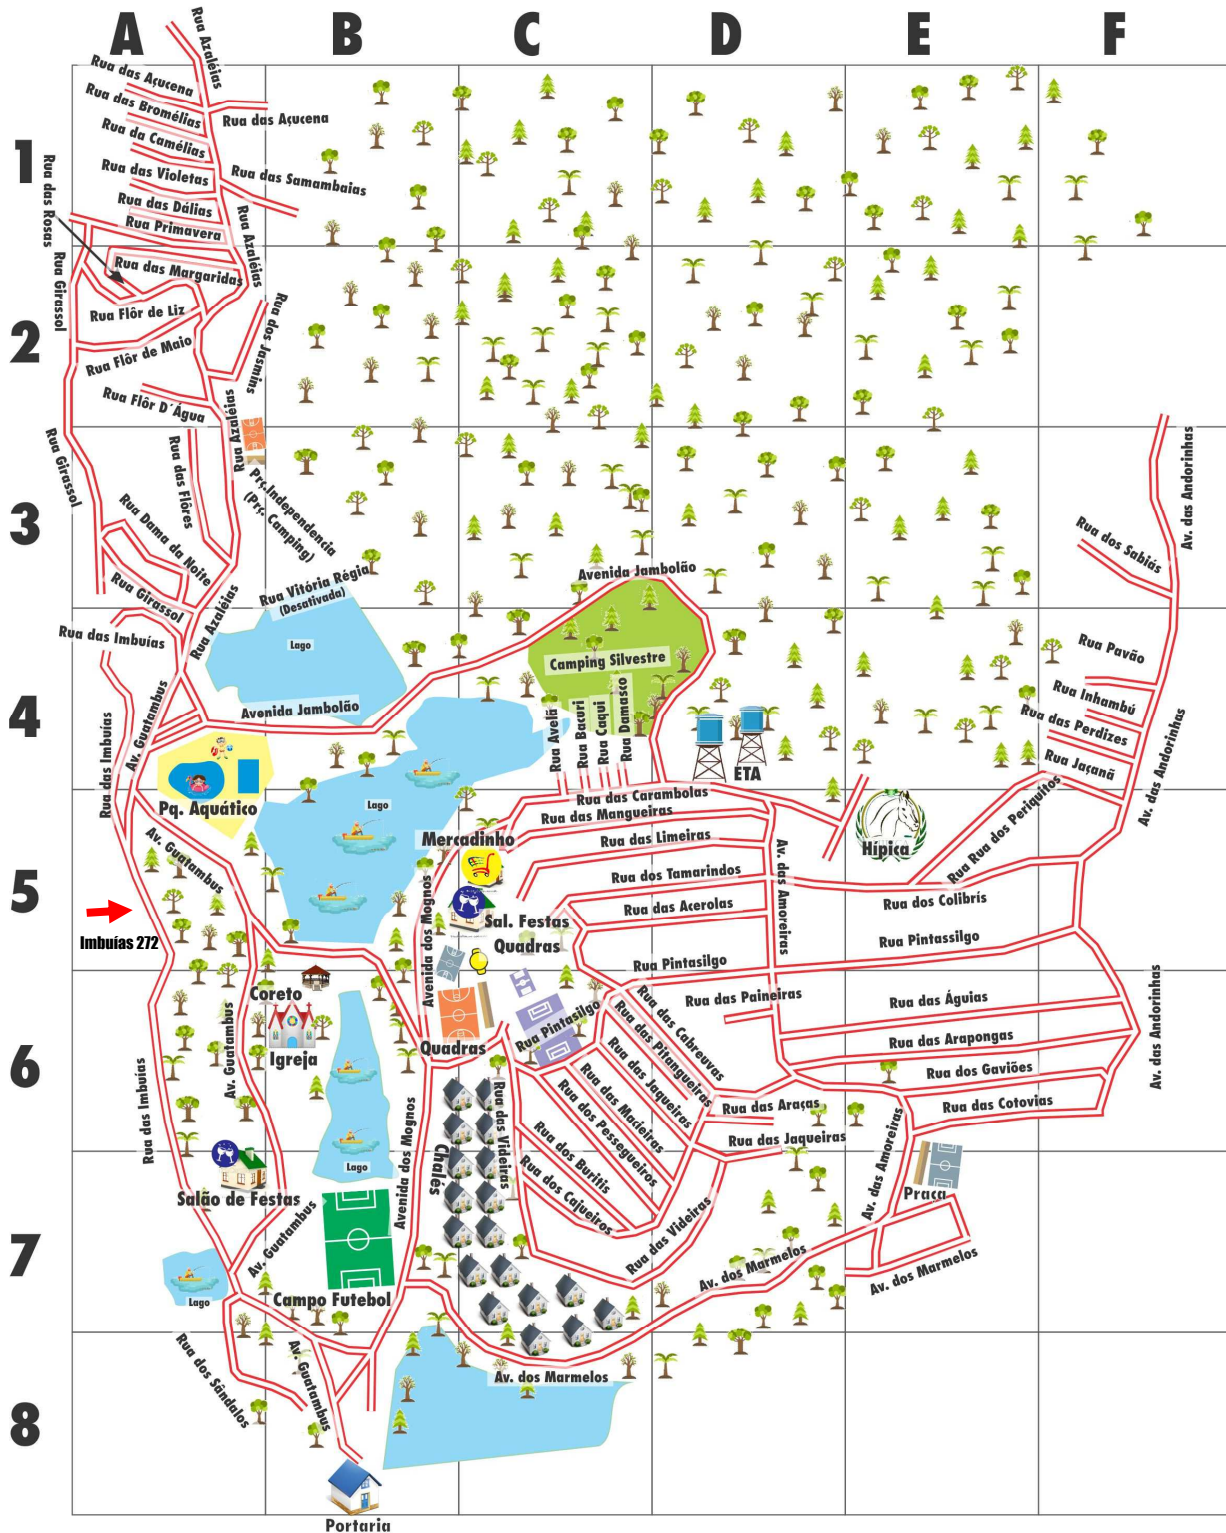 A B C D E F
1
2
3
4
5
6
7
8
Rua Azaléias
Rua das Açucena
Rua das Bromélias
Rua das Açucena
Rua da Camélias
Rua das Violetas
Rua das Samambaias
Rua das Dálias
Rua Primavera
Rua das Rosas
Rua Azaléias
Rua das Margaridas
Rua Girassol
Rua Flôr de Liz
Rua Flôr de Maio
Rua dos Jasmins
Rua Flôr D´Água
Rua Azaléias
Rua Girassol
Rua das Flôres
Prç.Independencia
(Prç. Camping)
Rua Dama da Noite
Rua Girassol
Rua Azaléias
Rua Vitória Régia
(Desativada)
Avenida Jambolão
Rua das Imbuías
Lago
Camping Silvestre
Avenida Jambolão
Av. Guatambus
Rua das Imbuías
Rua Avelã
Rua Bacuri
Rua Caqui
Rua Damasco
ETA
Pq. Aquático
Lago
Rua das Carambolas
Rua das Mangueiras
Mercadinho
Rua das Limeiras
Hípica
Av. Guatambus
Rua dos Tamarindos
Av. das Amoreiras
Rua Rua dos Periquitos
Rua dos Colibrís
Rua das Acerolas
Sal. Festas
Quadras
Avenida dos Mognos
Imbuías 272
Rua Pintassilgo
Rua Pintasilgo
Av. das Andorinhas
Rua dos Sabiás
Rua Pavão
Rua Inhambú
Rua das Perdizes
Rua Jaçanã
Av. das Andorinhas
Av. das Andorinhas
Coreto
Igreja
Quadras
Av. Guatambus
Rua das Imbuías
Rua Pintasilgo
Rua das Paineiras
Rua das Cabreuvas
Rua das Pitangueiras
Rua das Jaqueiras
Rua das Macieiras
Rua dos Pessegueiros
Rua dos Buritis
Rua dos Cajueiros
Rua das Videiras
Rua das Águias
Rua das Arapongas
Rua dos Gaviões
Rua das Cotovias
Rua das Araças
Rua das Jaqueiras
Av. das Amoreiras
Avenida dos Mognos
Chalés
Lago
Salão de Festas
Praça
Rua das Videiras
Av. dos Marmelos
Av. dos Marmelos
Av. Guatambus
Lago
Campo Futebol
Rua dos Sândalos
Av. Guatambus
Av. dos Marmelos
Portaria